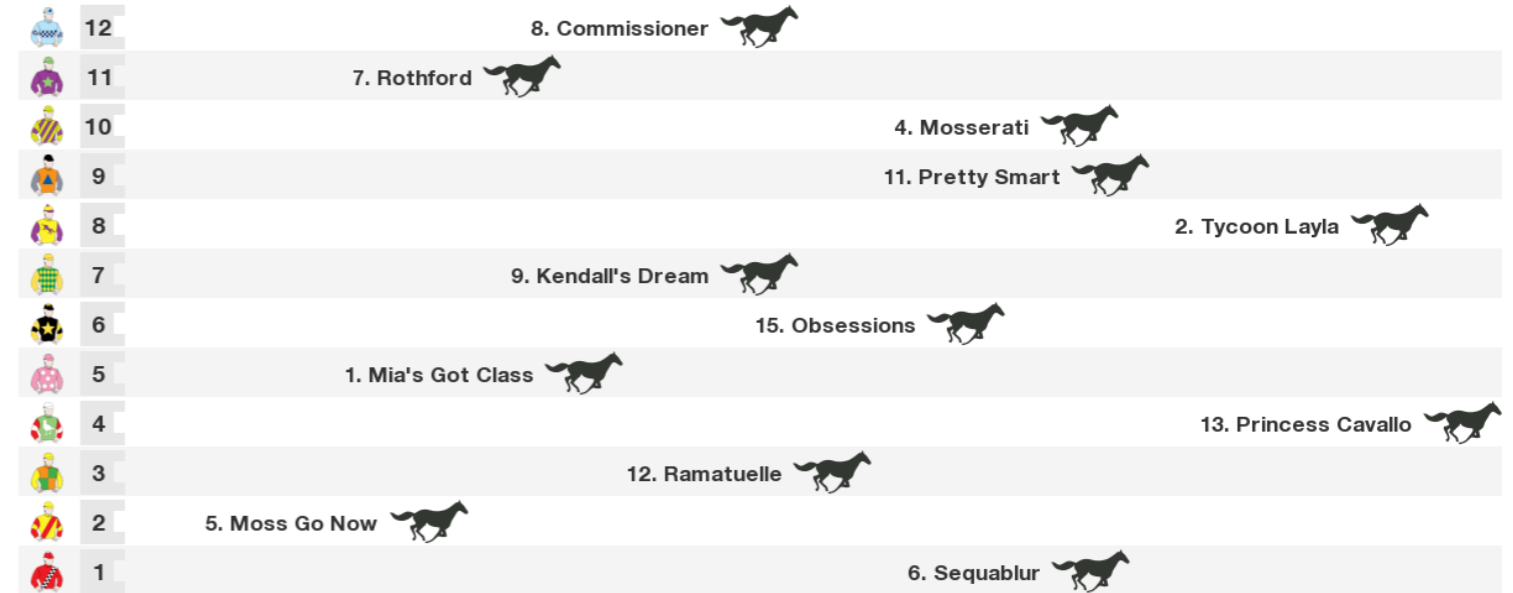 12 8. Commissioner
11 7. Rothford
10 4. Mosserati
9 11. Pretty Smart
8 2. Tycoon Layla
7 9. Kendall's Dream
6 15. Obsessions
5 1. Mia's Got Class
4 13. Princess Cavallo
3 12. Ramatuelle
2 5. Moss Go Now
1 6. Sequablur